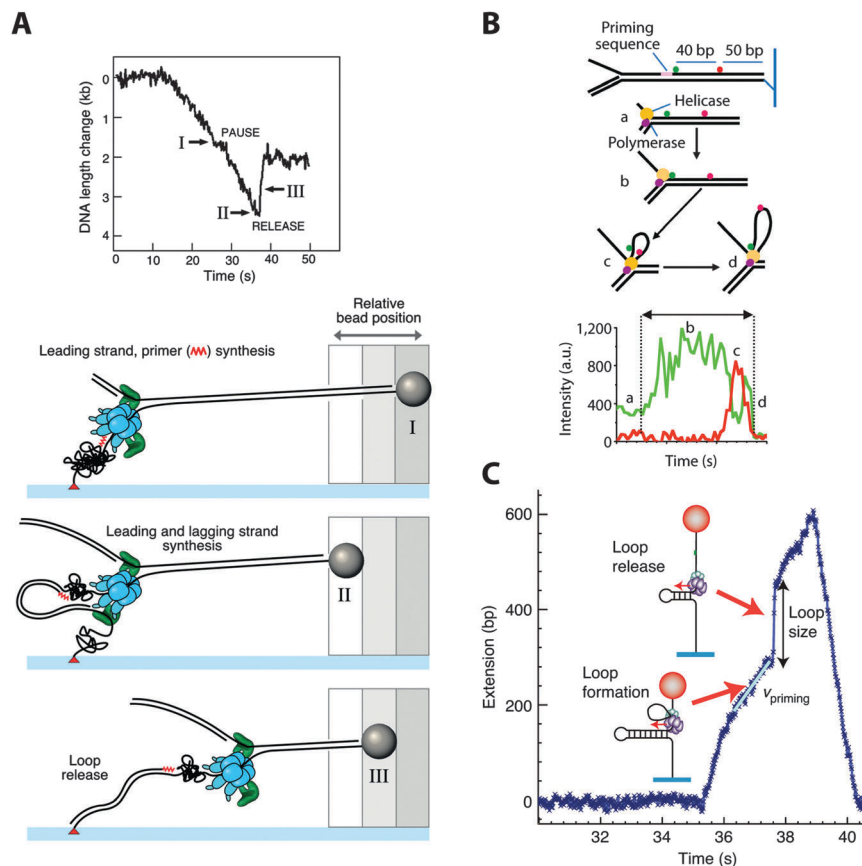 A
DNA length change (kb)
0
1
2
3
4
I
PAUSE
III
II
RELEASE
0 10 20 30 40 50
Time (s)
Relative
bead position
Leading strand, primer ( ) synthesis
I
Leading and lagging strand
synthesis
II
Loop
release
III
B
Priming
sequence
40 bp 50 bp
Helicase
a
Polymerase
b
c
d
1,200
800
400
0
Intensity (a.u.)
a
b
c
d
Time (s)
C
600
400
200
0
Extension (bp)
Loop
release
Loop
size
Loop
formation
vpriming
32 34 36 38 40
Time (s)